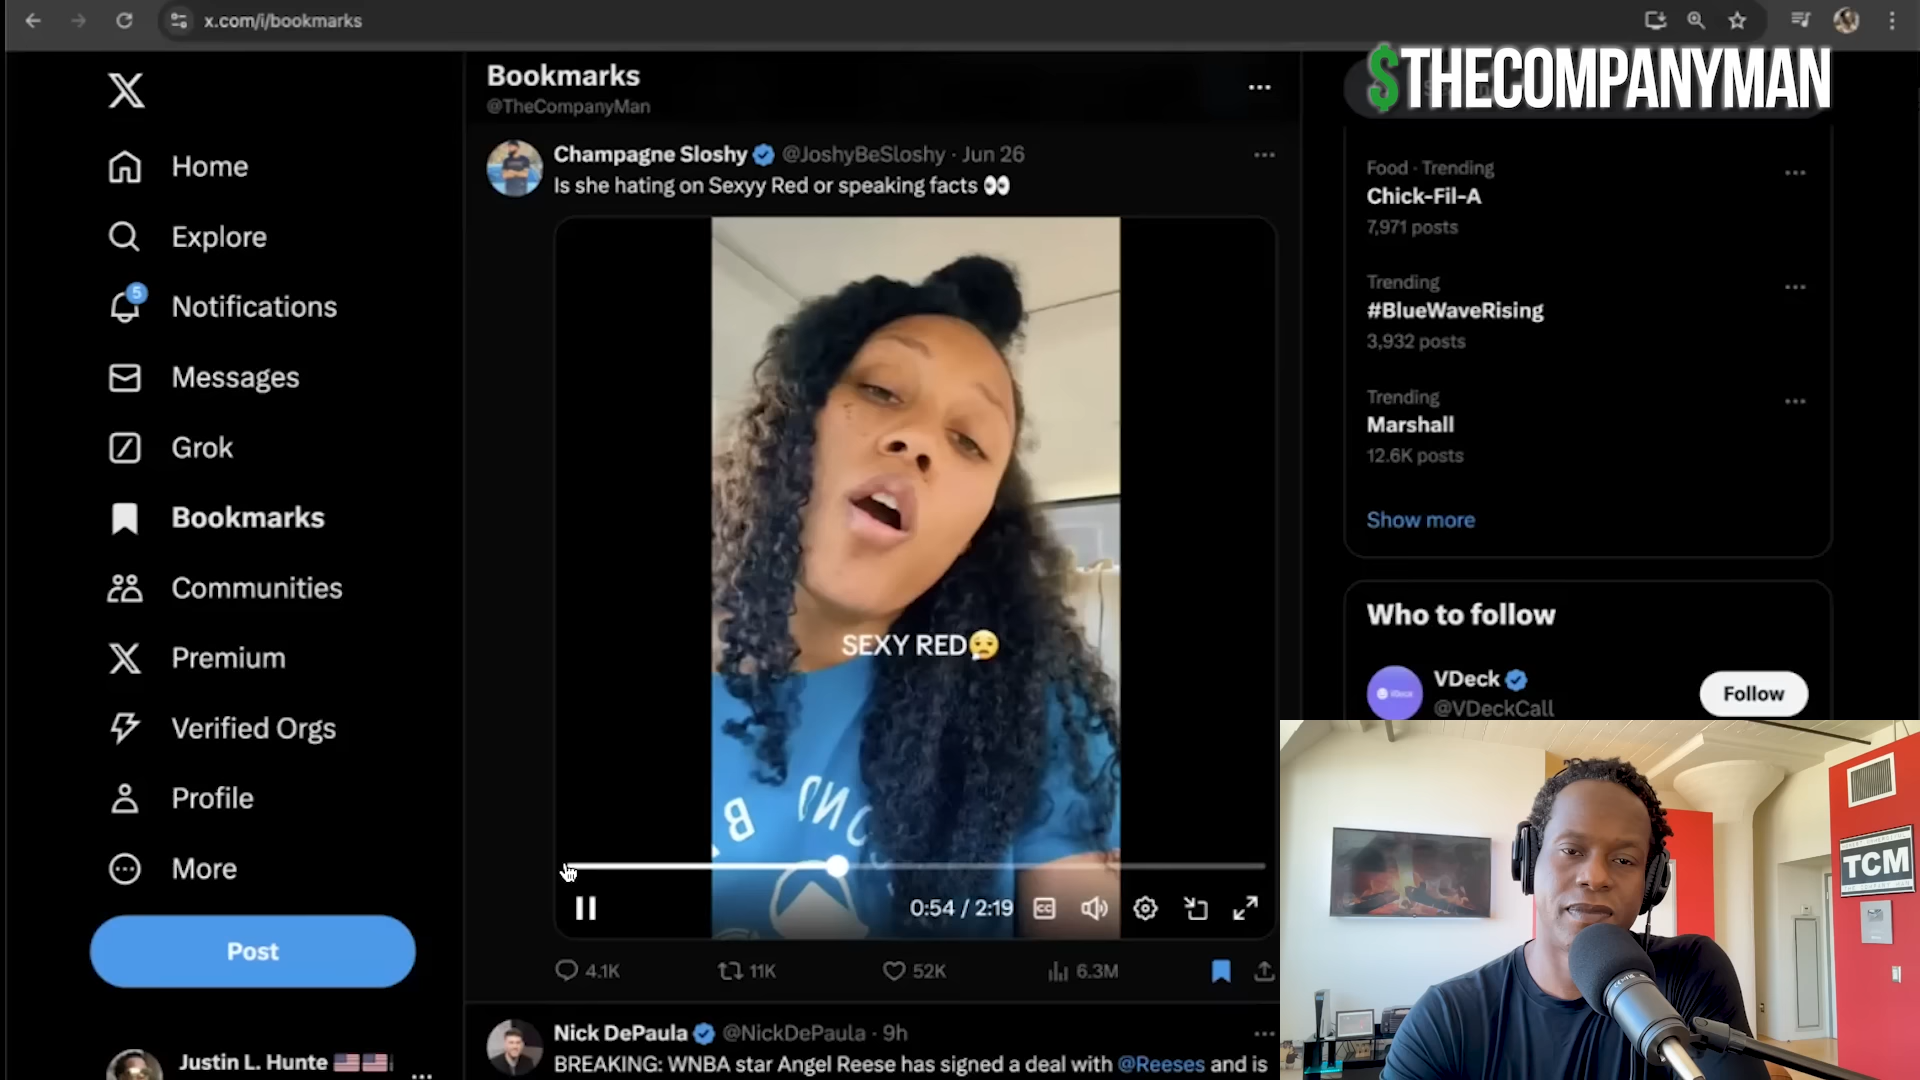 x.com/i/bookmarks
$THECOMPANYMAN
Home
Explore
5
Notifications
Messages
Grok
Bookmarks
Communities
Premium
Verified Orgs
Profile
More
Post
Justin L. Hunte
Bookmarks
@TheCompanyMan
Champagne Sloshy @JoshyBeSloshy · Jun 26
Is she hating on Sexyy Red or speaking facts 👀
SEXY RED😮‍💨
0:54 / 2:19
CC
4.1K
11K
52K
6.3M
Nick DePaula @NickDePaula · 9h
BREAKING: WNBA star Angel Reese has signed a deal with @Reeses and is
Food · Trending
Chick-Fil-A
7,971 posts
Trending
#BlueWaveRising
3,932 posts
Trending
Marshall
12.6K posts
Show more
Who to follow
VDeck
@VDeckCall
Follow
TCM